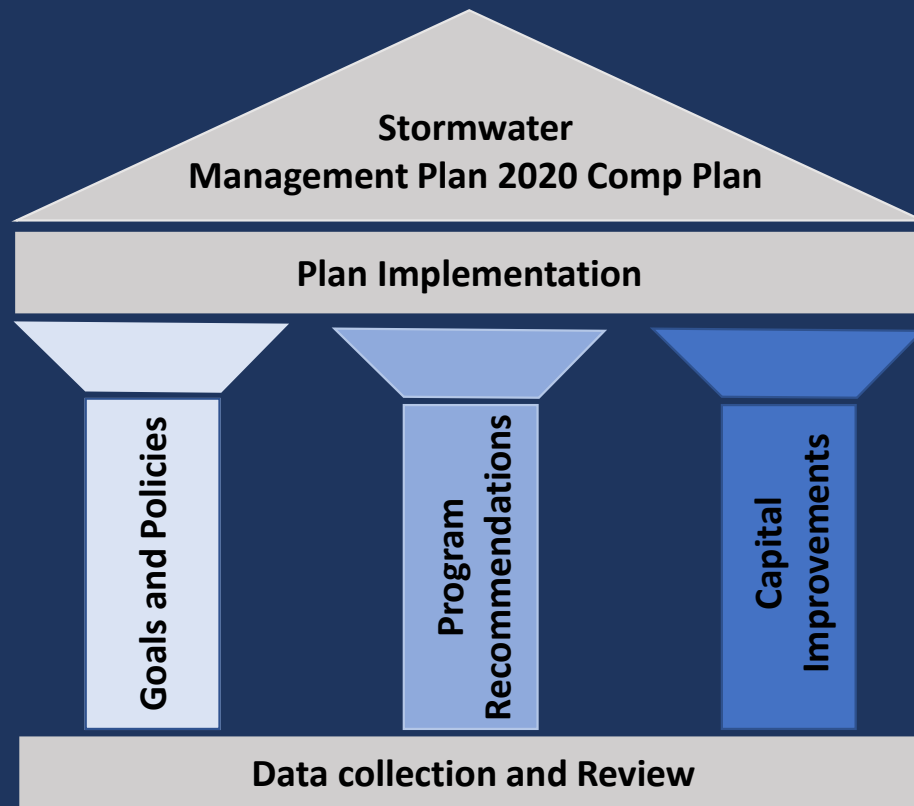 Stormwater
Management Plan 2020 Comp Plan
Plan Implementation
Goals and Policies
Program
Recommendations
Capital
Improvements
Data collection and Review